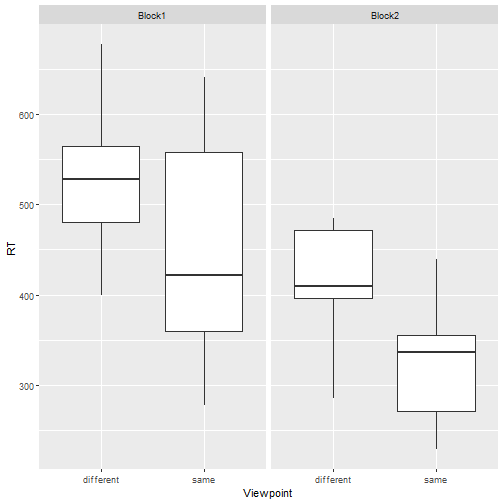 Block1
Block2
RT
600
500
400
300
different
same
different
same
Viewpoint